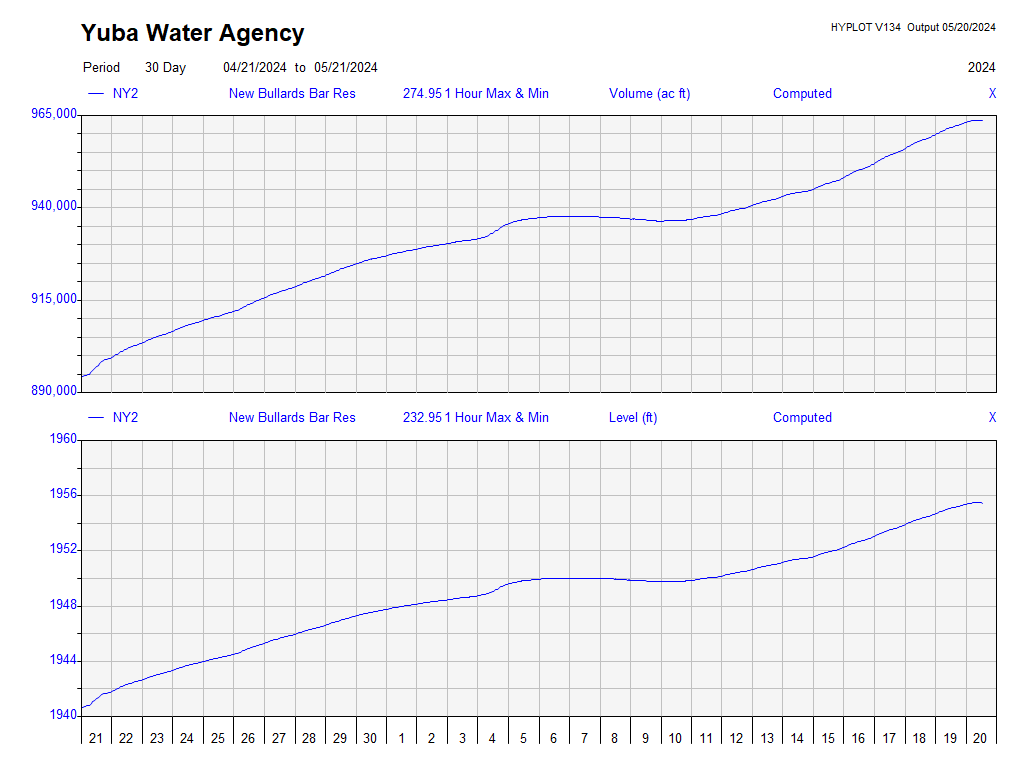 Yuba Water Agency
HYPLOT V134 Output 05/20/2024
Period 30 Day 04/21/2024 to 05/21/2024 2024
NY2 New Bullards Bar Res 274.95 1 Hour Max & Min Volume (ac ft) Computed X
965,000
940,000
915,000
890,000
NY2 New Bullards Bar Res 232.95 1 Hour Max & Min Level (ft) Computed X
1960
1956
1952
1948
1944
1940
21 22 23 24 25 26 27 28 29 30 1 2 3 4 5 6 7 8 9 10 11 12 13 14 15 16 17 18 19 20